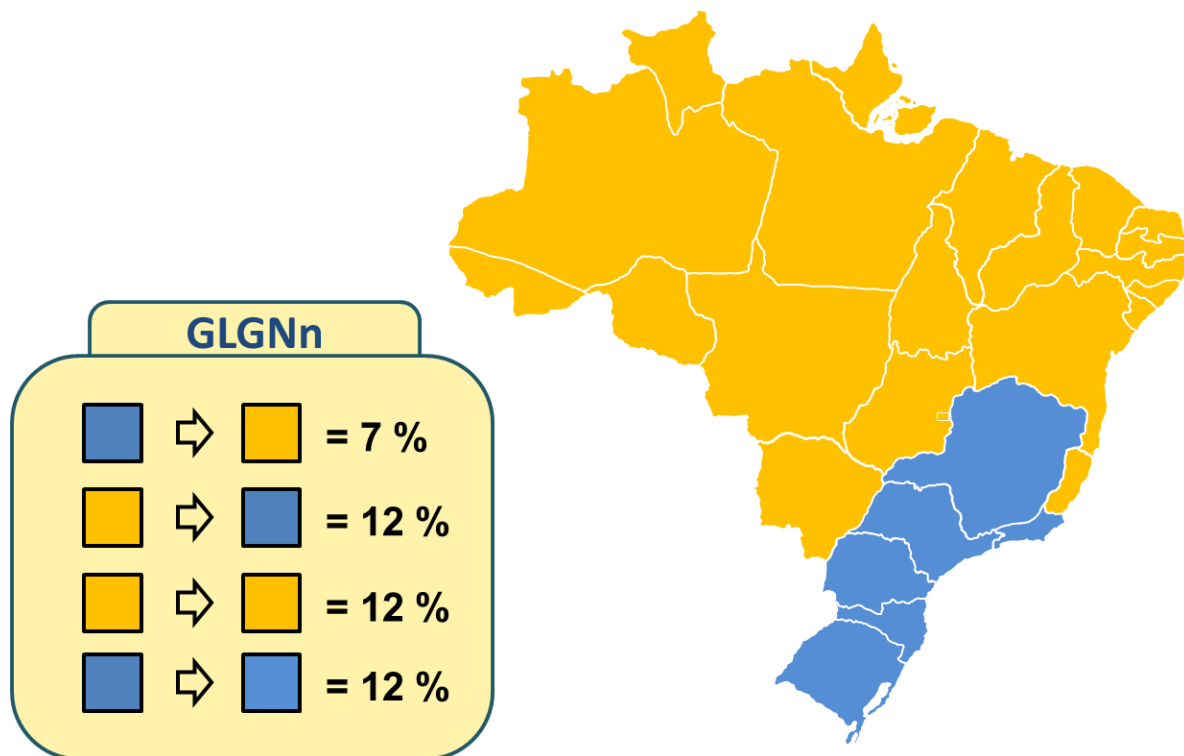 GLGNn
= 7 %
= 12 %
= 12 %
= 12 %